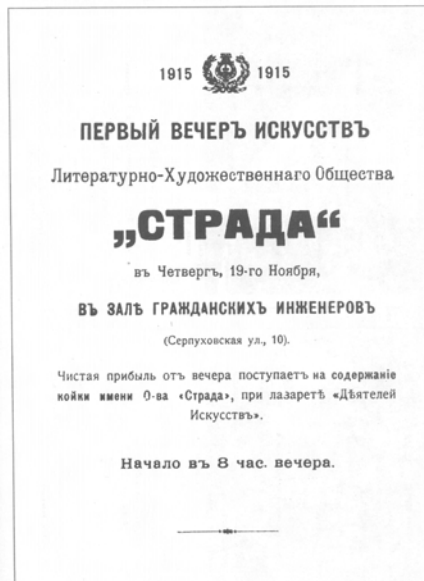 1915 1915
ПЕРВЫЙ ВЕЧЕРЪ ИСКУССТВЪ
Литературно-Художественнаго Общества
„СТРАДА“
въ Четвергъ, 19-го Ноября,
ВЪ ЗАЛѢ ГРАЖДАНСКИХЪ ИНЖЕНЕРОВЪ
(Серпуховская ул., 10).
Чистая прибыль отъ вечера поступаетъ на содержаніе
койки имени О-ва «Страда», при лазаретѣ «Дѣятелей
Искусствъ».
Начало въ 8 час. вечера.